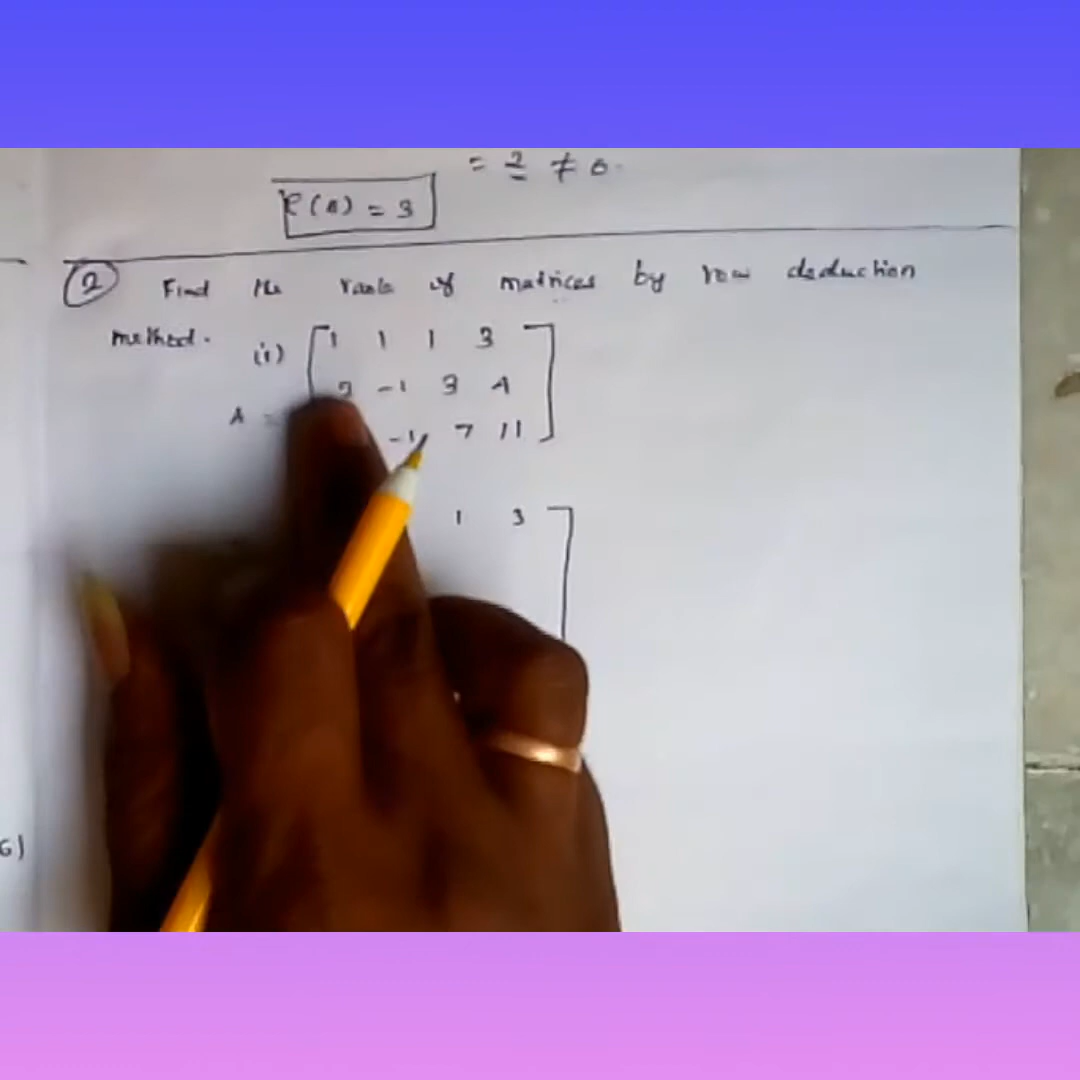 = 2 ≠ 0.
ρ(A) = 3
(2) Find the rank of matrices by row deduction
method. (i)
1 1 1 3
2 -1 3 4
A =
-1 7 11
1 3
6)